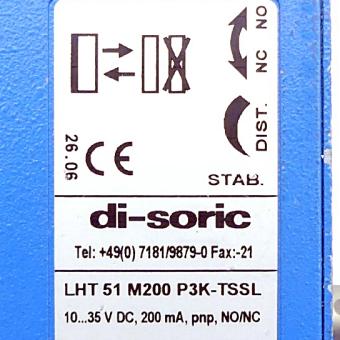 NO
NC
DIST.
26.06
CE
STAB.
di-soric
Tel: +49(0) 7181/9879-0 Fax:-21
LHT 51 M200 P3K-TSSL
10...35 V DC, 200 mA, pnp, NO/NC